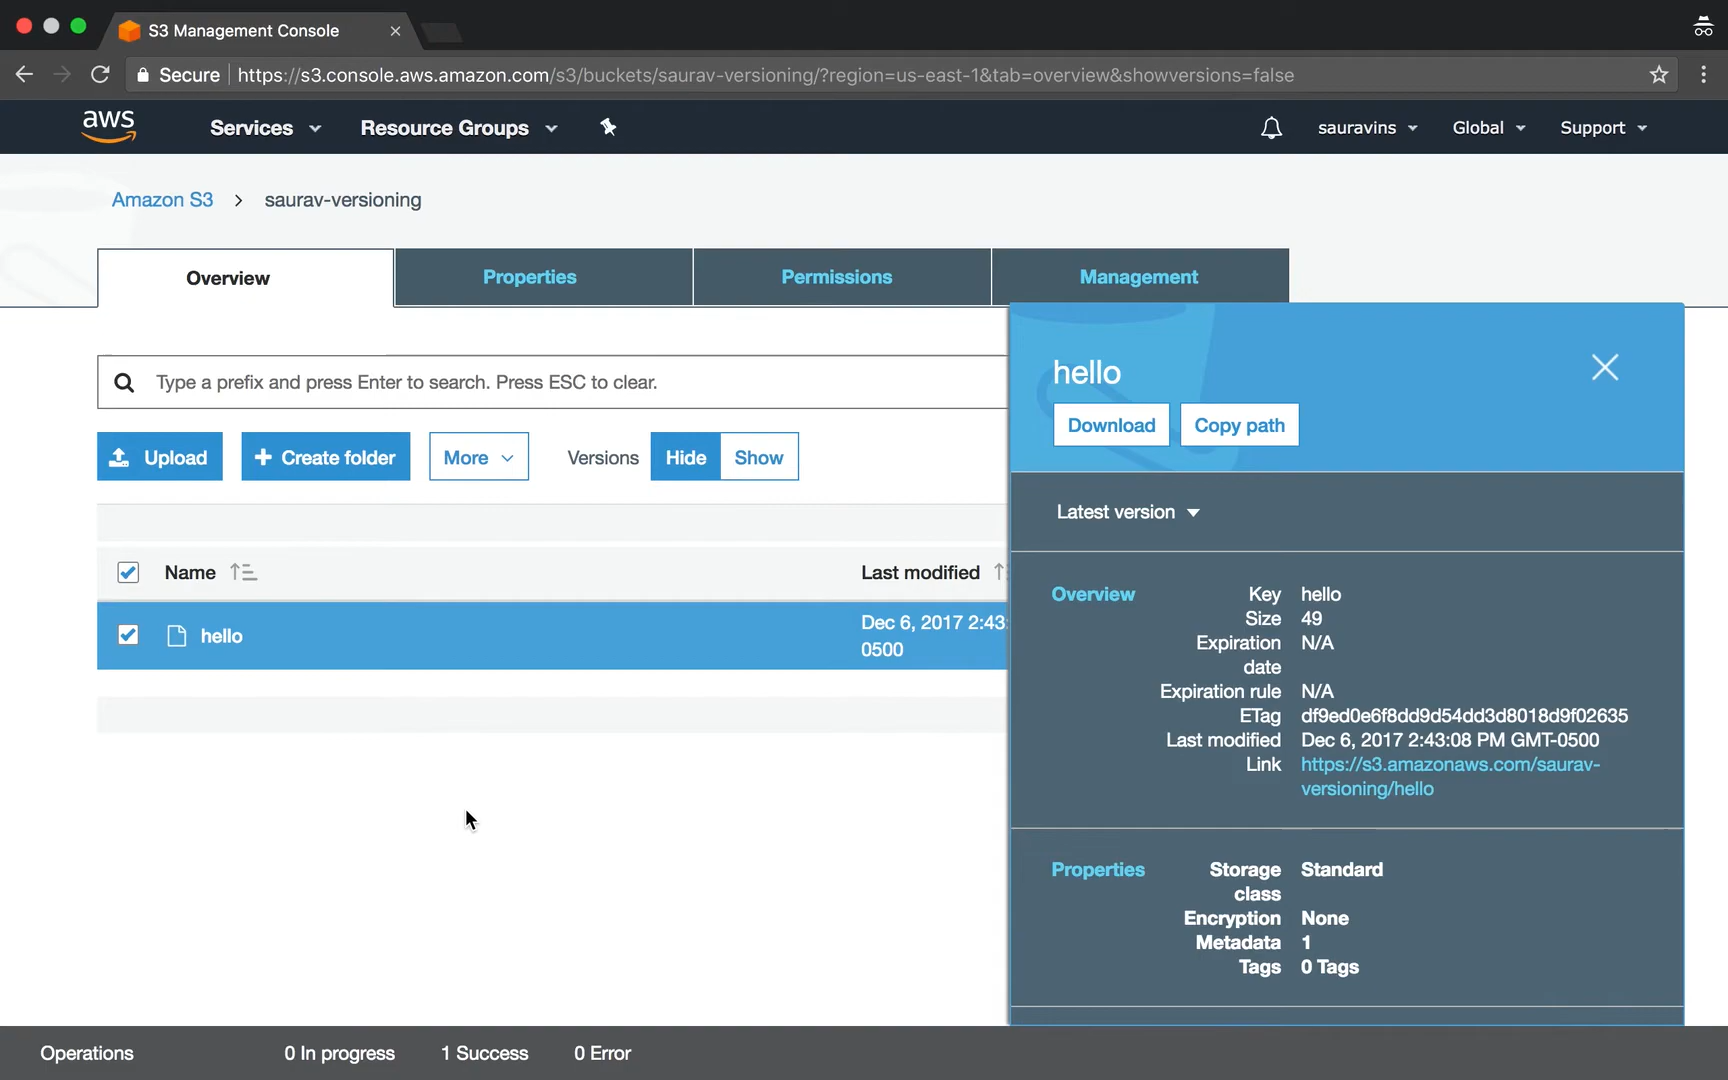 S3 Management Console
Secure https://s3.console.aws.amazon.com/s3/buckets/saurav-versioning/?region=us-east-1&tab=overview&showversions=false
aws Services Resource Groups sauravins Global Support
Amazon S3 > saurav-versioning
Overview Properties Permissions Management
Type a prefix and press Enter to search. Press ESC to clear.
Upload + Create folder More Versions Hide Show
Name Last modified
hello Dec 6, 2017 2:43:
0500
hello
Download Copy path
Latest version
Overview Key hello
Size 49
Expiration N/A
date
Expiration rule N/A
ETag df9ed0e6f8dd9d54dd3d8018d9f02635
Last modified Dec 6, 2017 2:43:08 PM GMT-0500
Link https://s3.amazonaws.com/saurav-
versioning/hello
Properties Storage Standard
class
Encryption None
Metadata 1
Tags 0 Tags
Operations 0 In progress 1 Success 0 Error